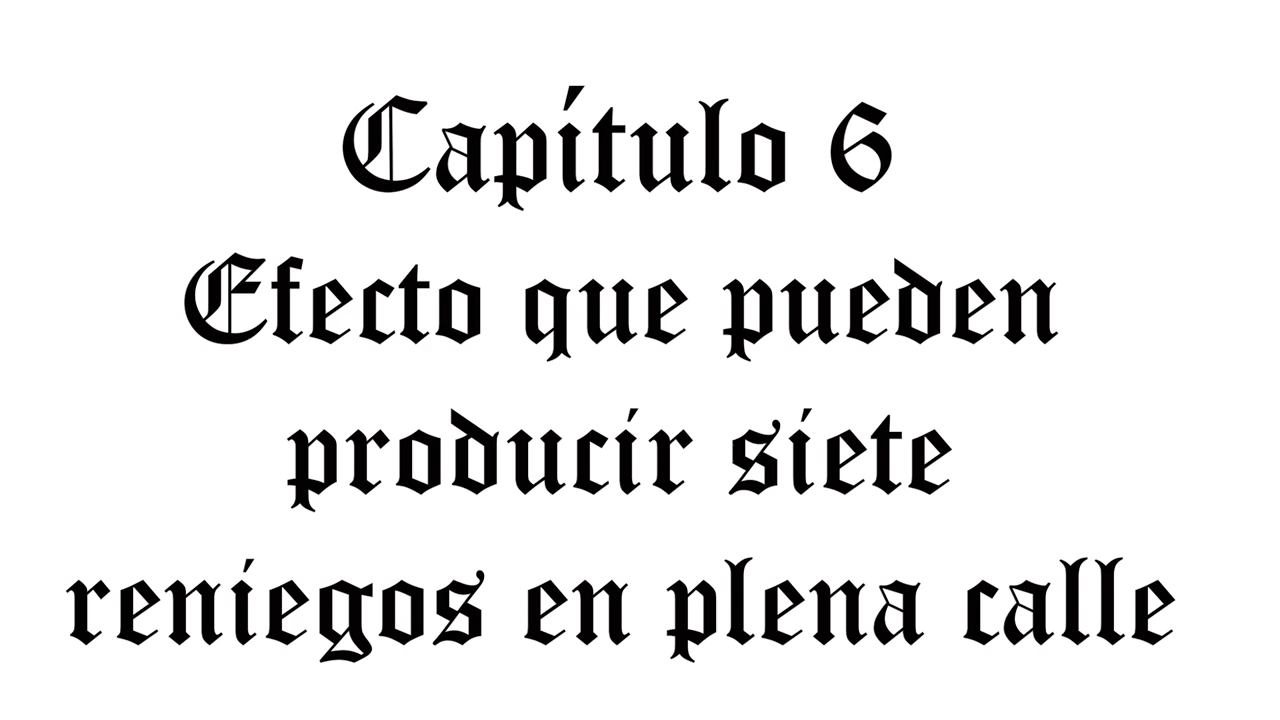 Capítulo 6
Efecto que pueden
producir siete
reniegos en plena calle